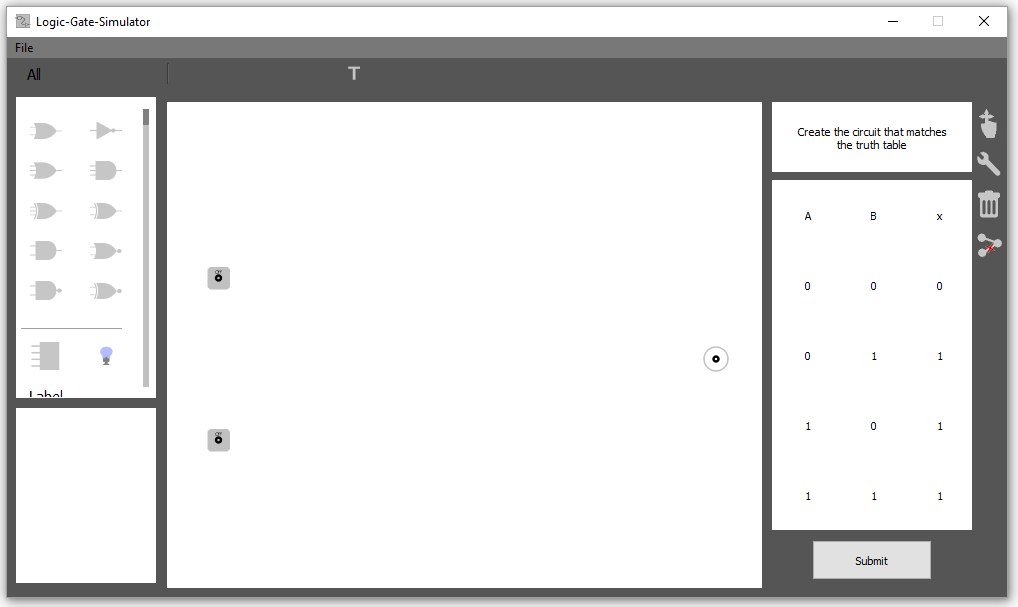 Logic-Gate-Simulator
File
All
T
Label
Create the circuit that matches
the truth table
A B x
0 0 0
0 1 1
1 0 1
1 1 1
Submit